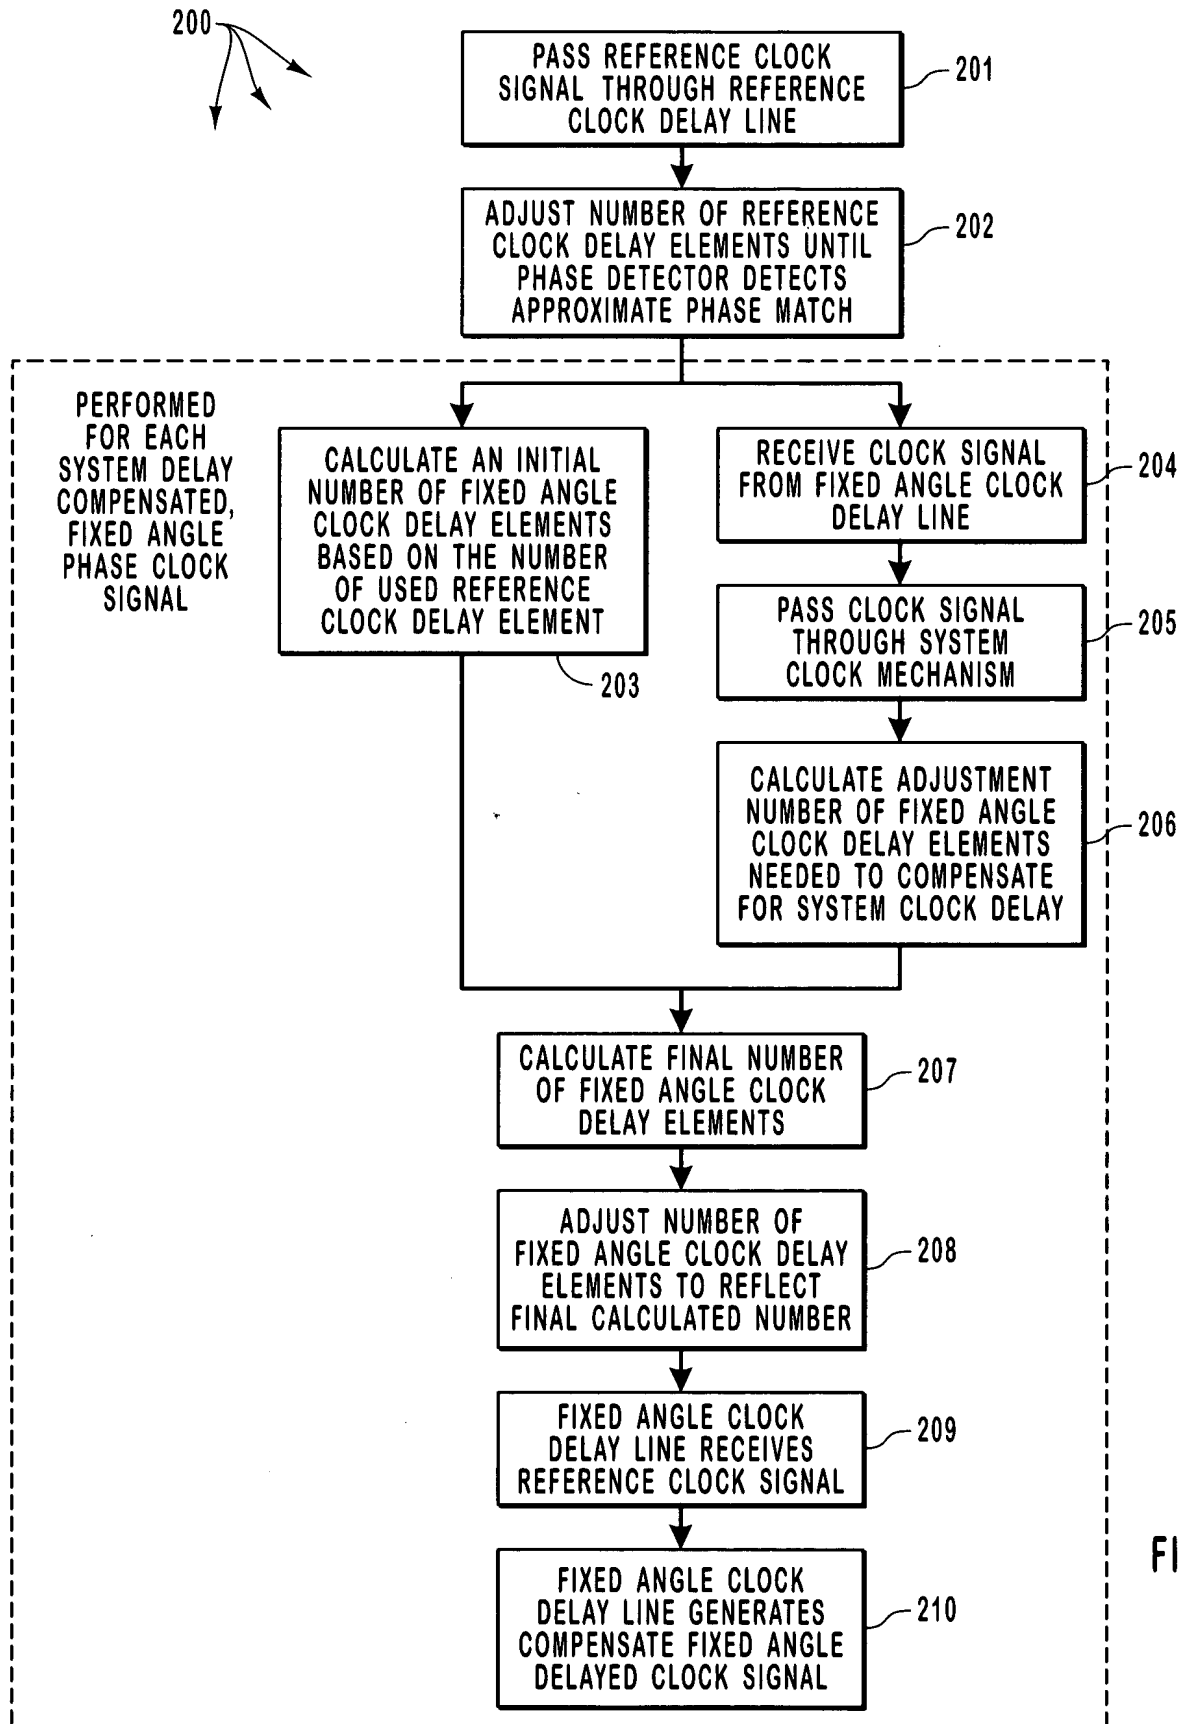 200
PASS REFERENCE CLOCK
SIGNAL THROUGH REFERENCE
CLOCK DELAY LINE
201
ADJUST NUMBER OF REFERENCE
CLOCK DELAY ELEMENTS UNTIL
PHASE DETECTOR DETECTS
APPROXIMATE PHASE MATCH
202
PERFORMED
FOR EACH
SYSTEM DELAY
COMPENSATED,
FIXED ANGLE
PHASE CLOCK
SIGNAL
CALCULATE AN INITIAL
NUMBER OF FIXED ANGLE
CLOCK DELAY ELEMENTS
BASED ON THE NUMBER
OF USED REFERENCE
CLOCK DELAY ELEMENT
203
RECEIVE CLOCK SIGNAL
FROM FIXED ANGLE CLOCK
DELAY LINE
204
PASS CLOCK SIGNAL
THROUGH SYSTEM
CLOCK MECHANISM
205
CALCULATE ADJUSTMENT
NUMBER OF FIXED ANGLE
CLOCK DELAY ELEMENTS
NEEDED TO COMPENSATE
FOR SYSTEM CLOCK DELAY
206
CALCULATE FINAL NUMBER
OF FIXED ANGLE CLOCK
DELAY ELEMENTS
207
ADJUST NUMBER OF
FIXED ANGLE CLOCK DELAY
ELEMENTS TO REFLECT
FINAL CALCULATED NUMBER
208
FIXED ANGLE CLOCK
DELAY LINE RECEIVES
REFERENCE CLOCK SIGNAL
209
FIXED ANGLE CLOCK
DELAY LINE GENERATES
COMPENSATE FIXED ANGLE
DELAYED CLOCK SIGNAL
210
FI